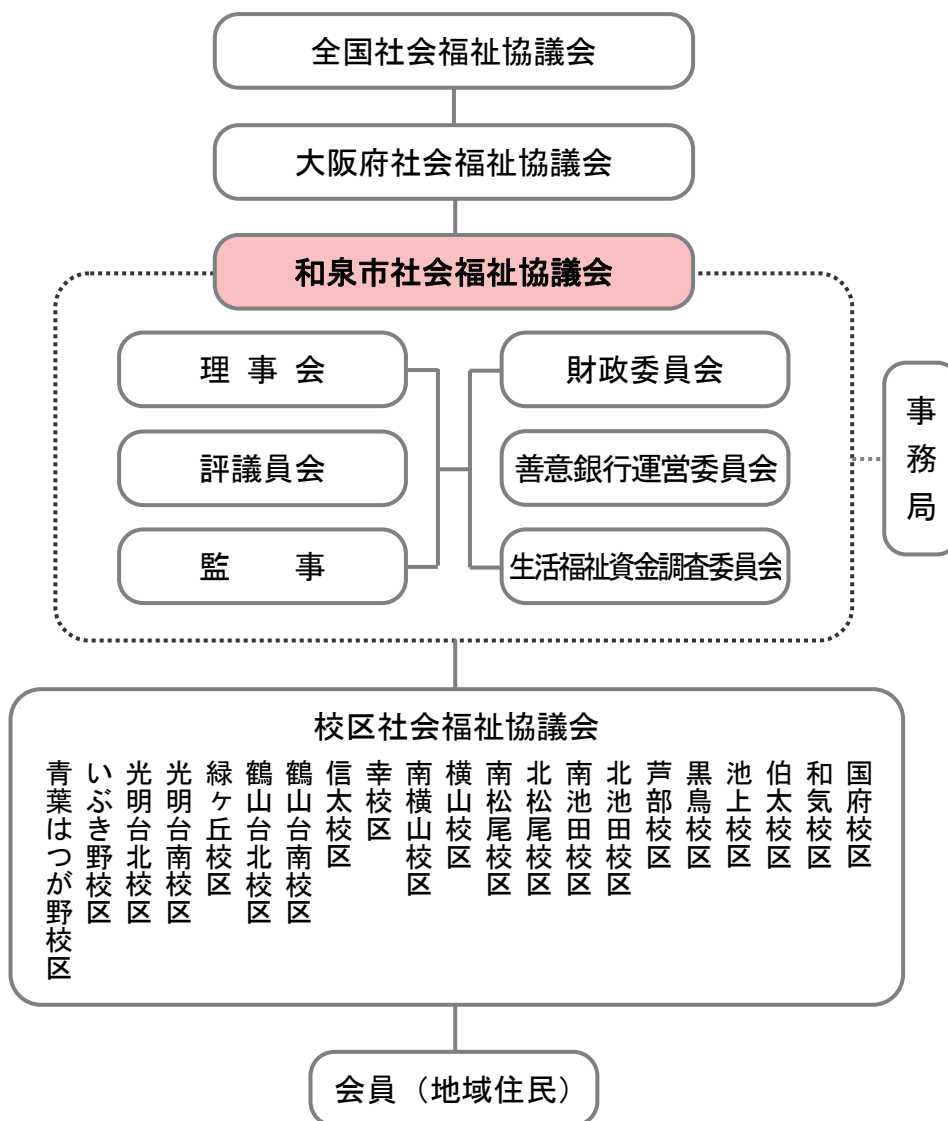 全国社会福祉協議会
大阪府社会福祉協議会
和泉市社会福祉協議会
理事会
財政委員会
評議員会
善意銀行運営委員会
監事
生活福祉資金調査委員会
事務局
校区社会福祉協議会
国府校区
和気校区
伯太校区
池上校区
黒鳥校区
芦部校区
北池田校区
南池田校区
北松尾校区
南松尾校区
横山校区
南横山校区
幸校区
信太校区
鶴山台南校区
鶴山台北校区
緑ヶ丘校区
光明台南校区
光明台北校区
いぶき野校区
青葉はつが野校区
会員（地域住民）